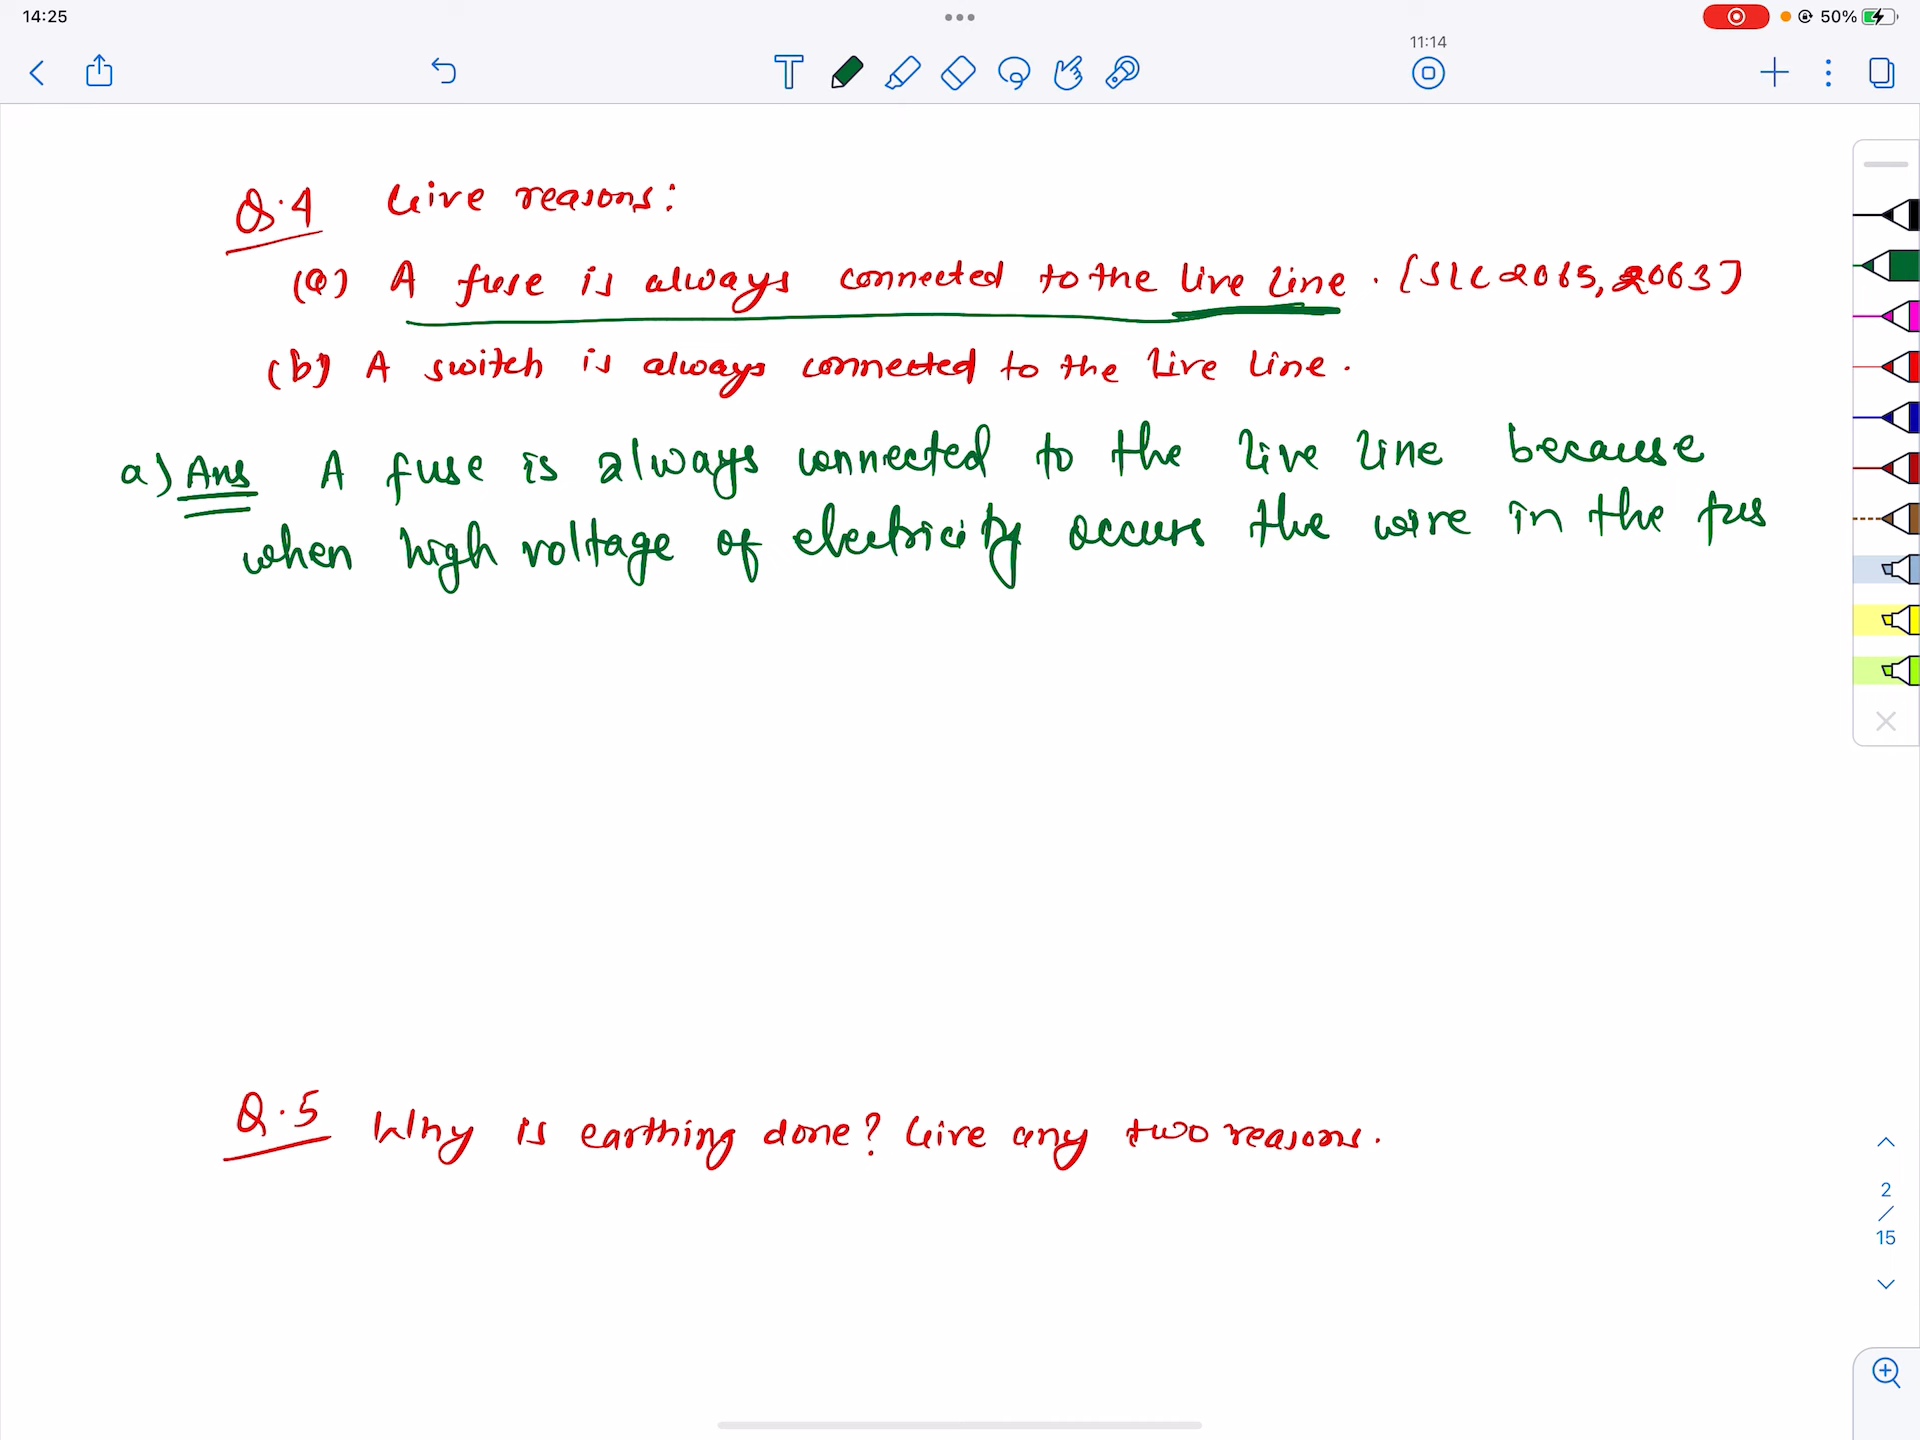 14:25
50%
11:14
Q.4 Give reasons:
(a) A fuse is always connected to the live line. [SLC 2065, 2063]
(b) A switch is always connected to the live line.
a) Ans A fuse is always connected to the live line because
when high voltage of electricity occurs the wire in the fus
Q.5 Why is earthing done? Give any two reasons.
2
/
15